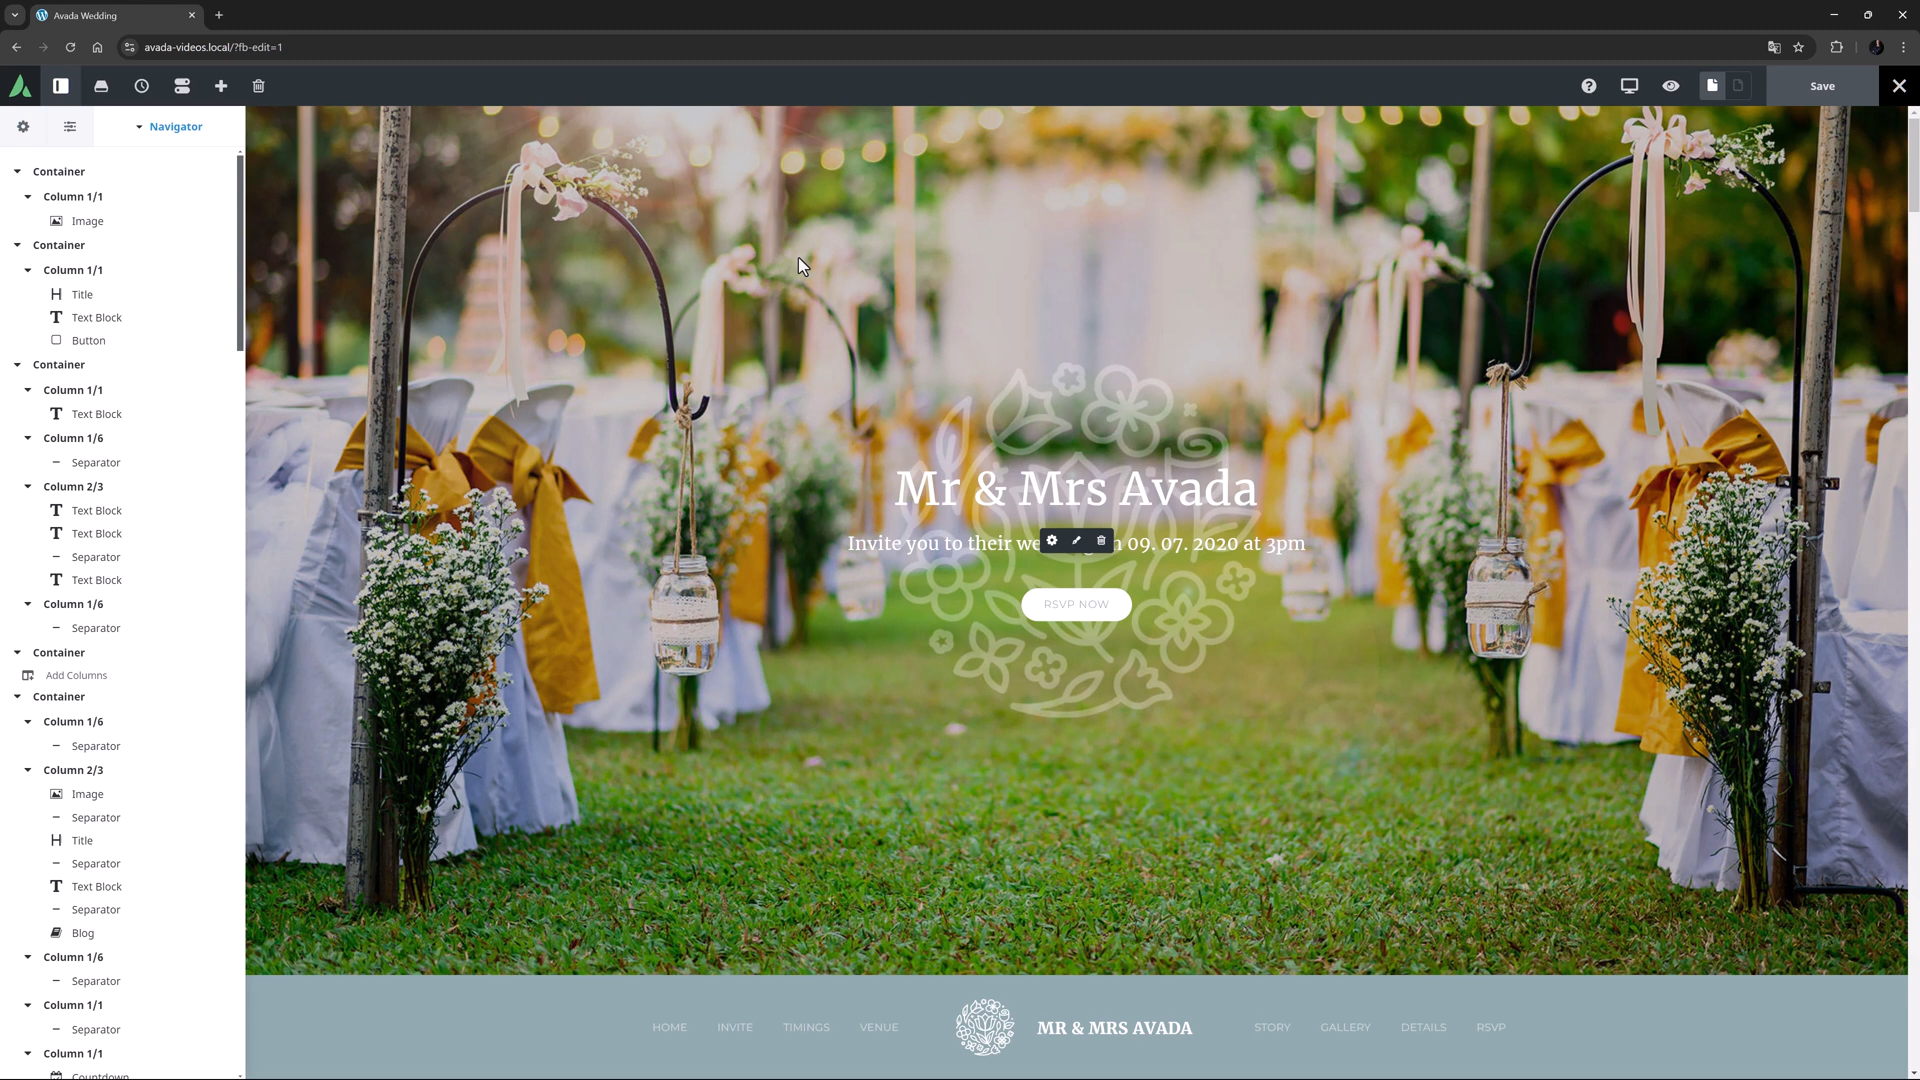 Avada Wedding
avada-videos.local/?fb-edit=1
Save
Navigator
Container
Column 1/1
Image
Container
Column 1/1
Title
Text Block
Button
Container
Column 1/1
Text Block
Column 1/6
Separator
Column 2/3
Text Block
Text Block
Separator
Text Block
Column 1/6
Separator
Container
Add Columns
Container
Column 1/6
Separator
Column 2/3
Image
Separator
Title
Separator
Text Block
Separator
Blog
Column 1/6
Separator
Column 1/1
Separator
Column 1/1
Countdown
Mr & Mrs Avada
Invite you to their we 09. 07. 2020 at 3pm
RSVP NOW
HOME INVITE TIMINGS VENUE MR & MRS AVADA STORY GALLERY DETAILS RSVP